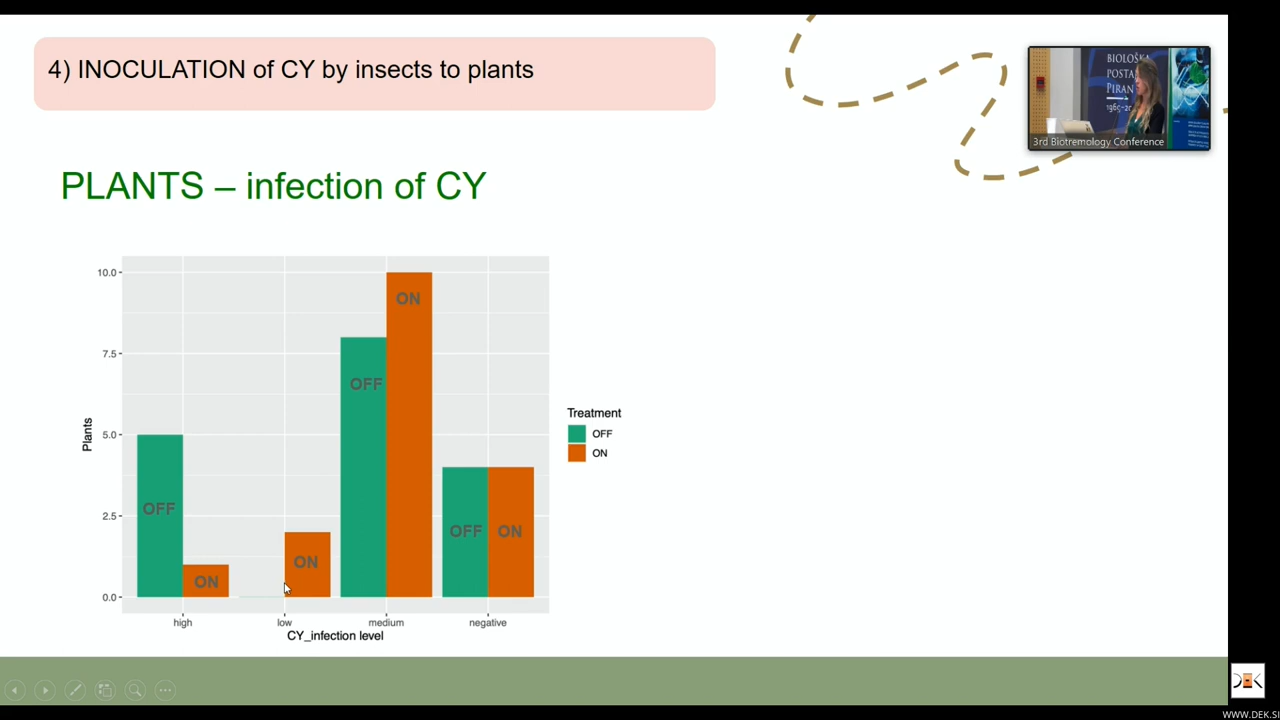 4) INOCULATION of CY by insects to plants
BIOLOŠKA
POSTA
PIRAN
3rd Biotremology Conference
PLANTS – infection of CY
10.0
7.5
5.0
2.5
0.0
Plants
OFF
ON
ON
OFF
ON
OFF
ON
high
low
medium
negative
CY_infection level
Treatment
OFF
ON
DEK
WWW.DEK.SI